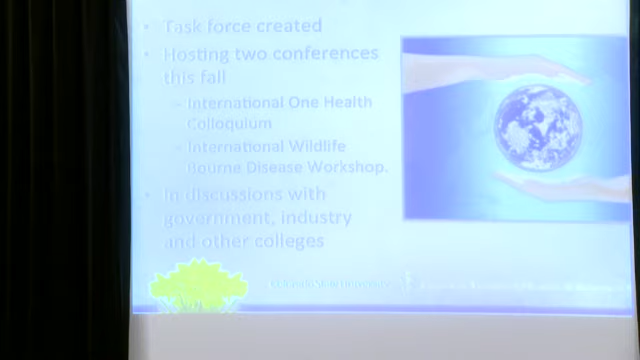 • Task force created
• Hosting two conferences
this fall
– International One Health
Colloquium
– International Wildlife
Bourne Disease Workshop.
• In discussions with
government, industry
and other colleges
Colorado State University